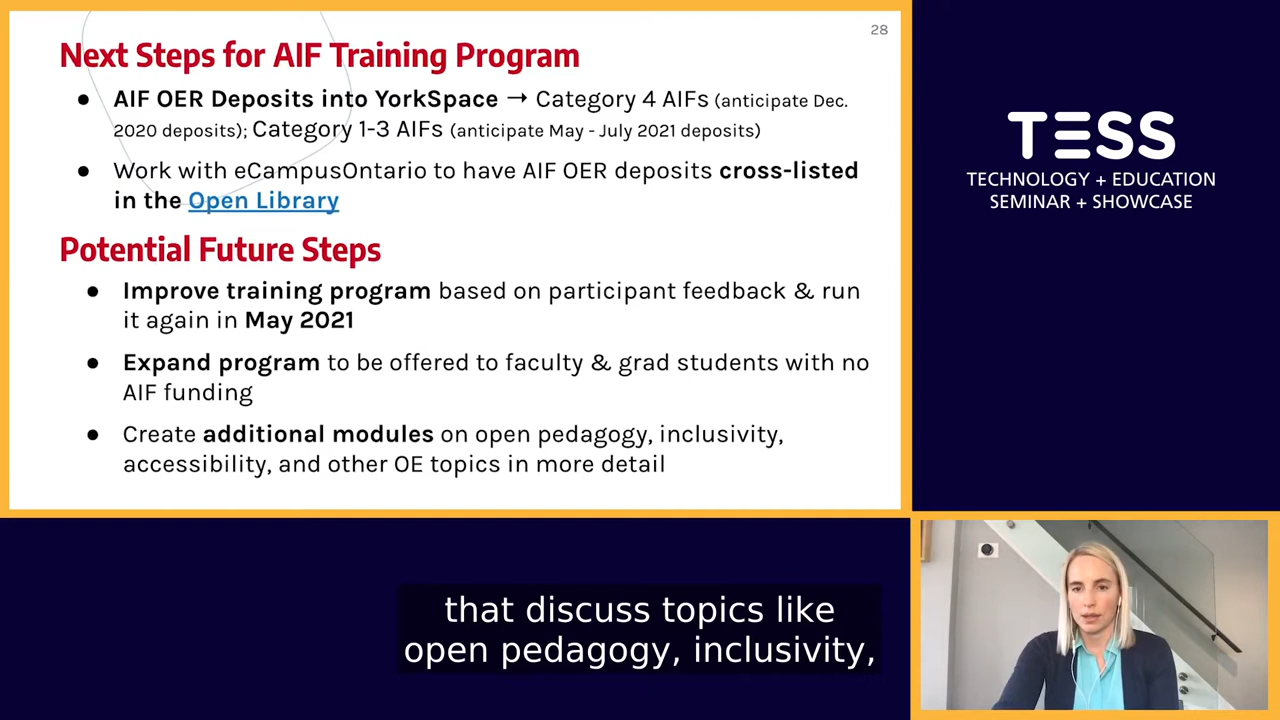 28
Next Steps for AIF Training Program
● AIF OER Deposits into YorkSpace → Category 4 AIFs (anticipate Dec.
2020 deposits); Category 1-3 AIFs (anticipate May - July 2021 deposits)
● Work with eCampusOntario to have AIF OER deposits cross-listed
in the Open Library
Potential Future Steps
● Improve training program based on participant feedback & run
it again in May 2021
● Expand program to be offered to faculty & grad students with no
AIF funding
● Create additional modules on open pedagogy, inclusivity,
accessibility, and other OE topics in more detail
TESS
TECHNOLOGY + EDUCATION
SEMINAR + SHOWCASE
that discuss topics like
open pedagogy, inclusivity,